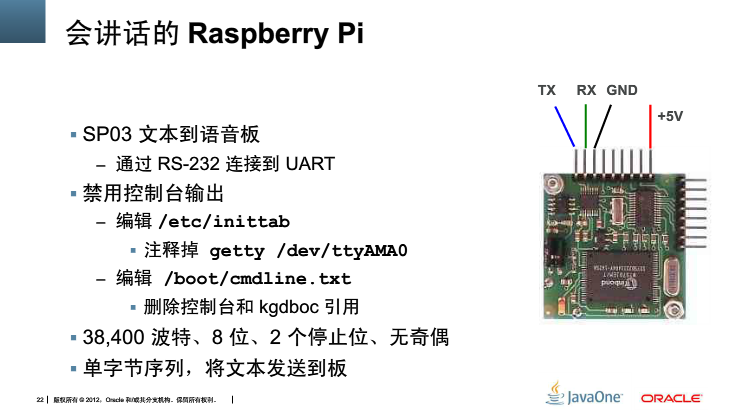 会讲话的 Raspberry Pi
TX RX GND
+5V
SP03 文本到语音板
– 通过 RS-232 连接到 UART
禁用控制台输出
– 编辑 /etc/inittab
注释掉 getty /dev/ttyAMA0
– 编辑 /boot/cmdline.txt
删除控制台和 kgdboc 引用
38,400 波特、8 位、2 个停止位、无奇偶
单字节序列，将文本发送到板
winbond
22 版权所有 © 2012，Oracle 和/或其分支机构。保留所有权利。
JavaOne
ORACLE